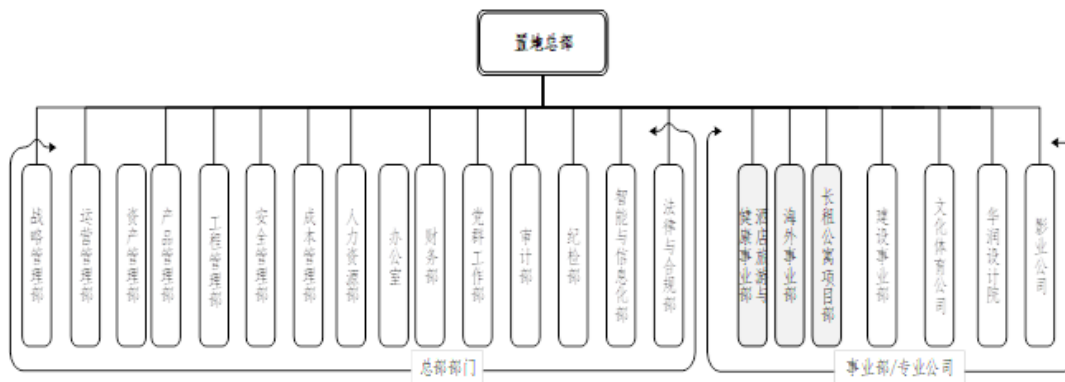 置地总部
战略管理部
运营管理部
资产管理部
产品管理部
工程管理部
安全管理部
成本管理部
人力资源部
办公室
财务部
党群工作部
审计部
纪检部
智能与信息化部
法律与合规部
酒店旅游与
健康事业部
海外事业部
长租公寓项目部
建设事业部
文化体育公司
华润设计院
影业公司
总部部门
事业部/专业公司